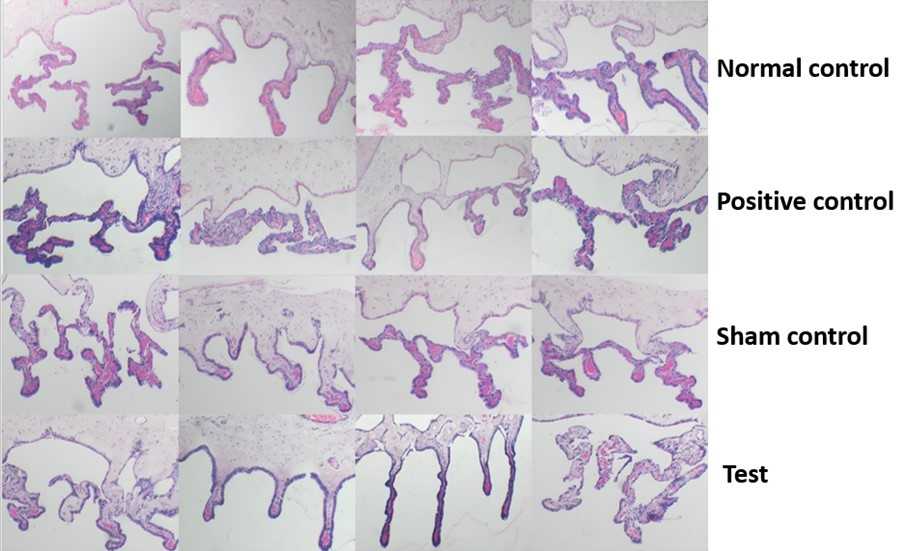 Normal control
Positive control
Sham control
Test